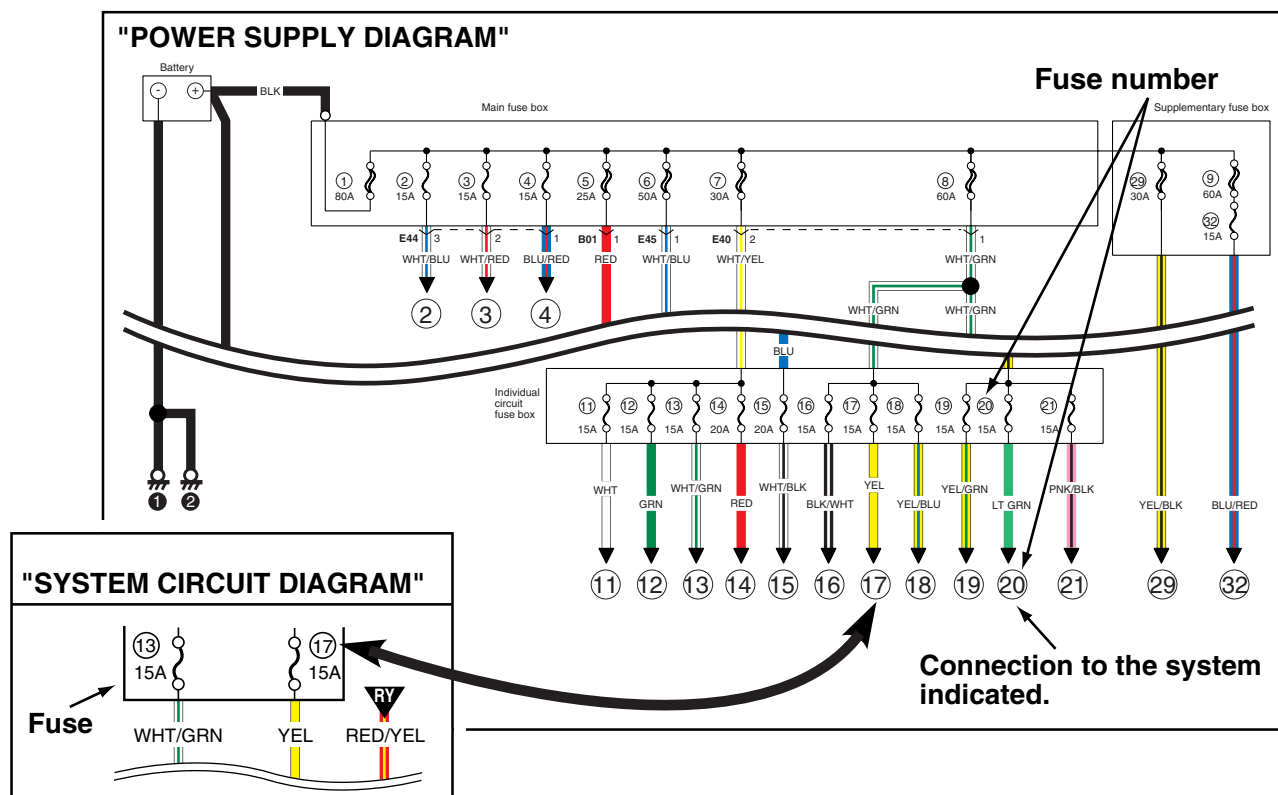 "POWER SUPPLY DIAGRAM"
Fuse number
Battery
- +
BLK
Main fuse box
Supplementary fuse box
1 2 3 4 5 6 7 8 29 9
80A 15A 15A 15A 25A 50A 30A 60A 30A 60A
32
15A
E44 3 2 1 B01 1 E45 1 E40 2 1
WHT/BLU WHT/RED BLU/RED RED WHT/BLU WHT/YEL WHT/GRN
2 3 4
WHT/GRN WHT/GRN
BLU
Individual
circuit
fuse box
11 12 13 14 15 16 17 18 19 20 21
15A 15A 15A 20A 20A 15A 15A 15A 15A 15A 15A
WHT GRN WHT/GRN RED WHT/BLK BLK/WHT YEL YEL/BLU YEL/GRN LT GRN PNK/BLK YEL/BLK BLU/RED
1 2
11 12 13 14 15 16 17 18 19 20 21 29 32
Connection to the system
indicated.
"SYSTEM CIRCUIT DIAGRAM"
13 17
15A 15A
RY
Fuse
WHT/GRN YEL RED/YEL